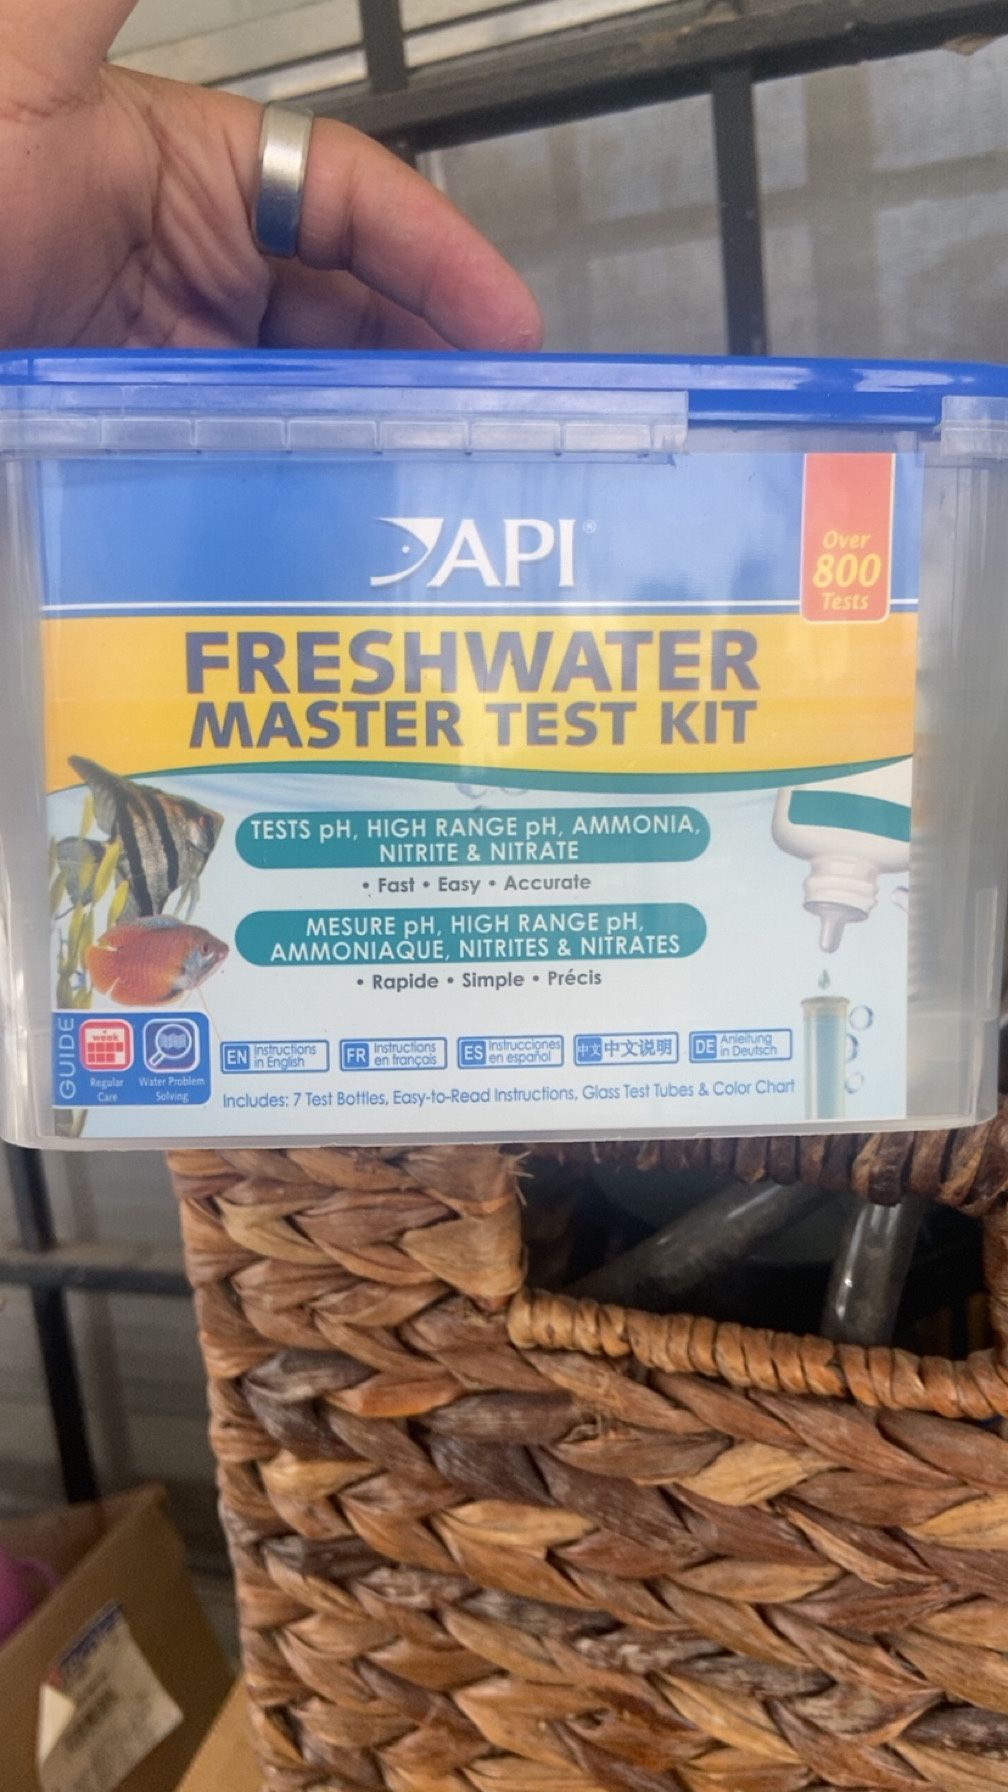 API®
Over
800
Tests
FRESHWATER
MASTER TEST KIT
TESTS pH, HIGH RANGE pH, AMMONIA,
NITRITE & NITRATE
• Fast • Easy • Accurate
MESURE pH, HIGH RANGE pH,
AMMONIAQUE, NITRITES & NITRATES
• Rapide • Simple • Précis
GUIDE
week
Regular
Care
Water Problem
Solving
EN Instructions
in English
FR Instructions
en français
ES Instrucciones
en español
中文 中文说明
DE Anleitung
in Deutsch
Includes: 7 Test Bottles, Easy-to-Read Instructions, Glass Test Tubes & Color Chart